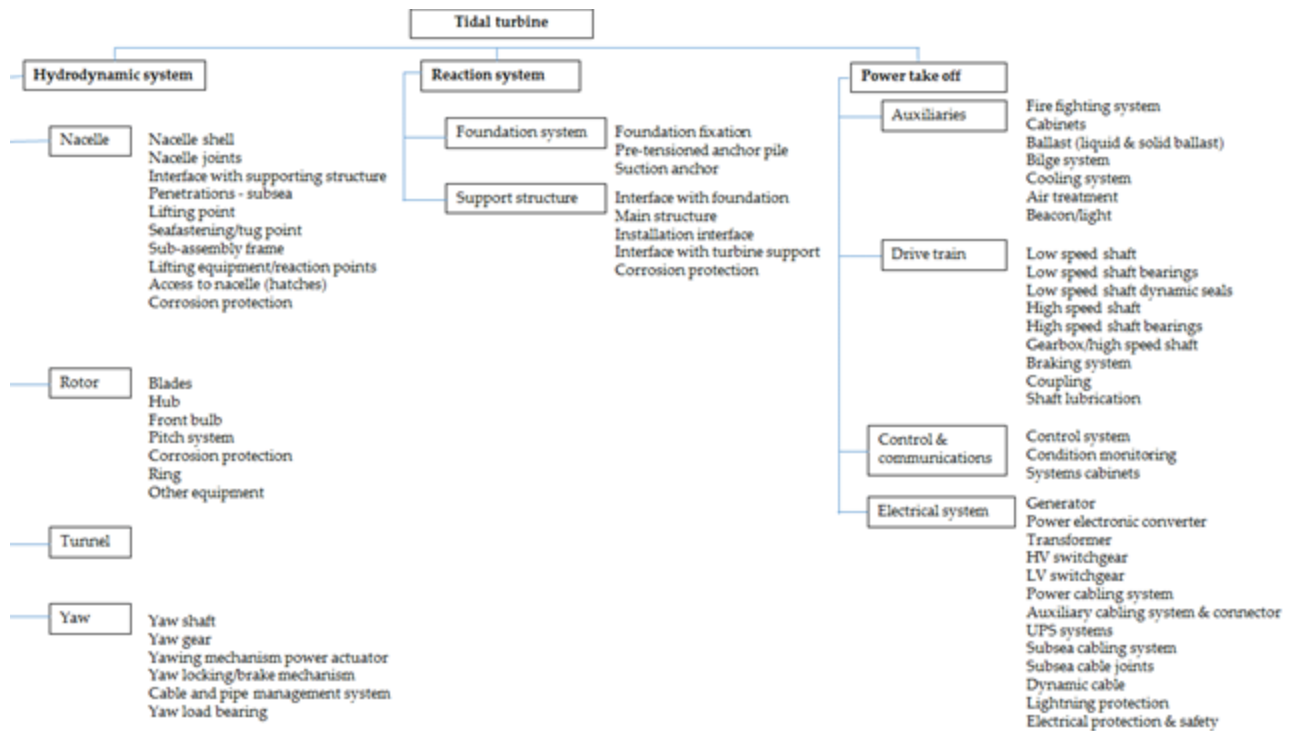 Tidal turbine
Hydrodynamic system
Nacelle
Nacelle shell
Nacelle joints
Interface with supporting structure
Penetrations - subsea
Lifting point
Seafastening/tug point
Sub-assembly frame
Lifting equipment/reaction points
Access to nacelle (hatches)
Corrosion protection
Rotor
Blades
Hub
Front bulb
Pitch system
Corrosion protection
Ring
Other equipment
Tunnel
Yaw
Yaw shaft
Yaw gear
Yawing mechanism power actuator
Yaw locking/brake mechanism
Cable and pipe management system
Yaw load bearing
Reaction system
Foundation system
Foundation fixation
Pre-tensioned anchor pile
Suction anchor
Support structure
Interface with foundation
Main structure
Installation interface
Interface with turbine support
Corrosion protection
Power take off
Auxiliaries
Fire fighting system
Cabinets
Ballast (liquid & solid ballast)
Bilge system
Cooling system
Air treatment
Beacon/light
Drive train
Low speed shaft
Low speed shaft bearings
Low speed shaft dynamic seals
High speed shaft
High speed shaft bearings
Gearbox/high speed shaft
Braking system
Coupling
Shaft lubrication
Control &
communications
Control system
Condition monitoring
Systems cabinets
Electrical system
Generator
Power electronic converter
Transformer
HV switchgear
LV switchgear
Power cabling system
Auxiliary cabling system & connector
UPS systems
Subsea cabling system
Subsea cable joints
Dynamic cable
Lightning protection
Electrical protection & safety